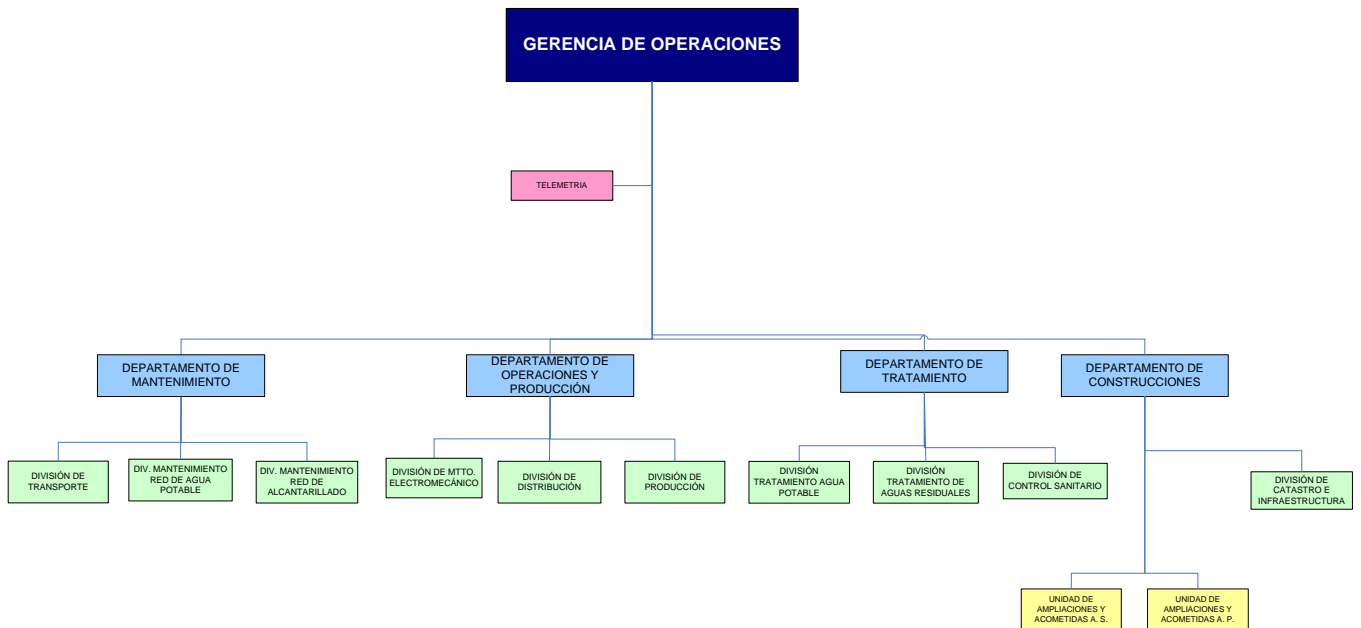 GERENCIA DE OPERACIONES
TELEMETRIA
DEPARTAMENTO DE
MANTENIMIENTO
DEPARTAMENTO DE
OPERACIONES Y
PRODUCCIÓN
DEPARTAMENTO DE
TRATAMIENTO
DEPARTAMENTO DE
CONSTRUCCIONES
DIVISIÓN DE
TRANSPORTE
DIV. MANTENIMIENTO
RED DE AGUA
POTABLE
DIV. MANTENIMIENTO
RED DE
ALCANTARILLADO
DIVISIÓN DE MTTO.
ELECTROMECÁNICO
DIVISIÓN DE
DISTRIBUCIÓN
DIVISIÓN DE
PRODUCCIÓN
DIVISIÓN
TRATAMIENTO AGUA
POTABLE
DIVISIÓN
TRATAMIENTO DE
AGUAS RESIDUALES
DIVISIÓN DE
CONTROL SANITARIO
DIVISIÓN DE
CATASTRO E
INFRAESTRUCTURA
UNIDAD DE
AMPLIACIONES Y
ACOMETIDAS A. S.
UNIDAD DE
AMPLIACIONES Y
ACOMETIDAS A. P.